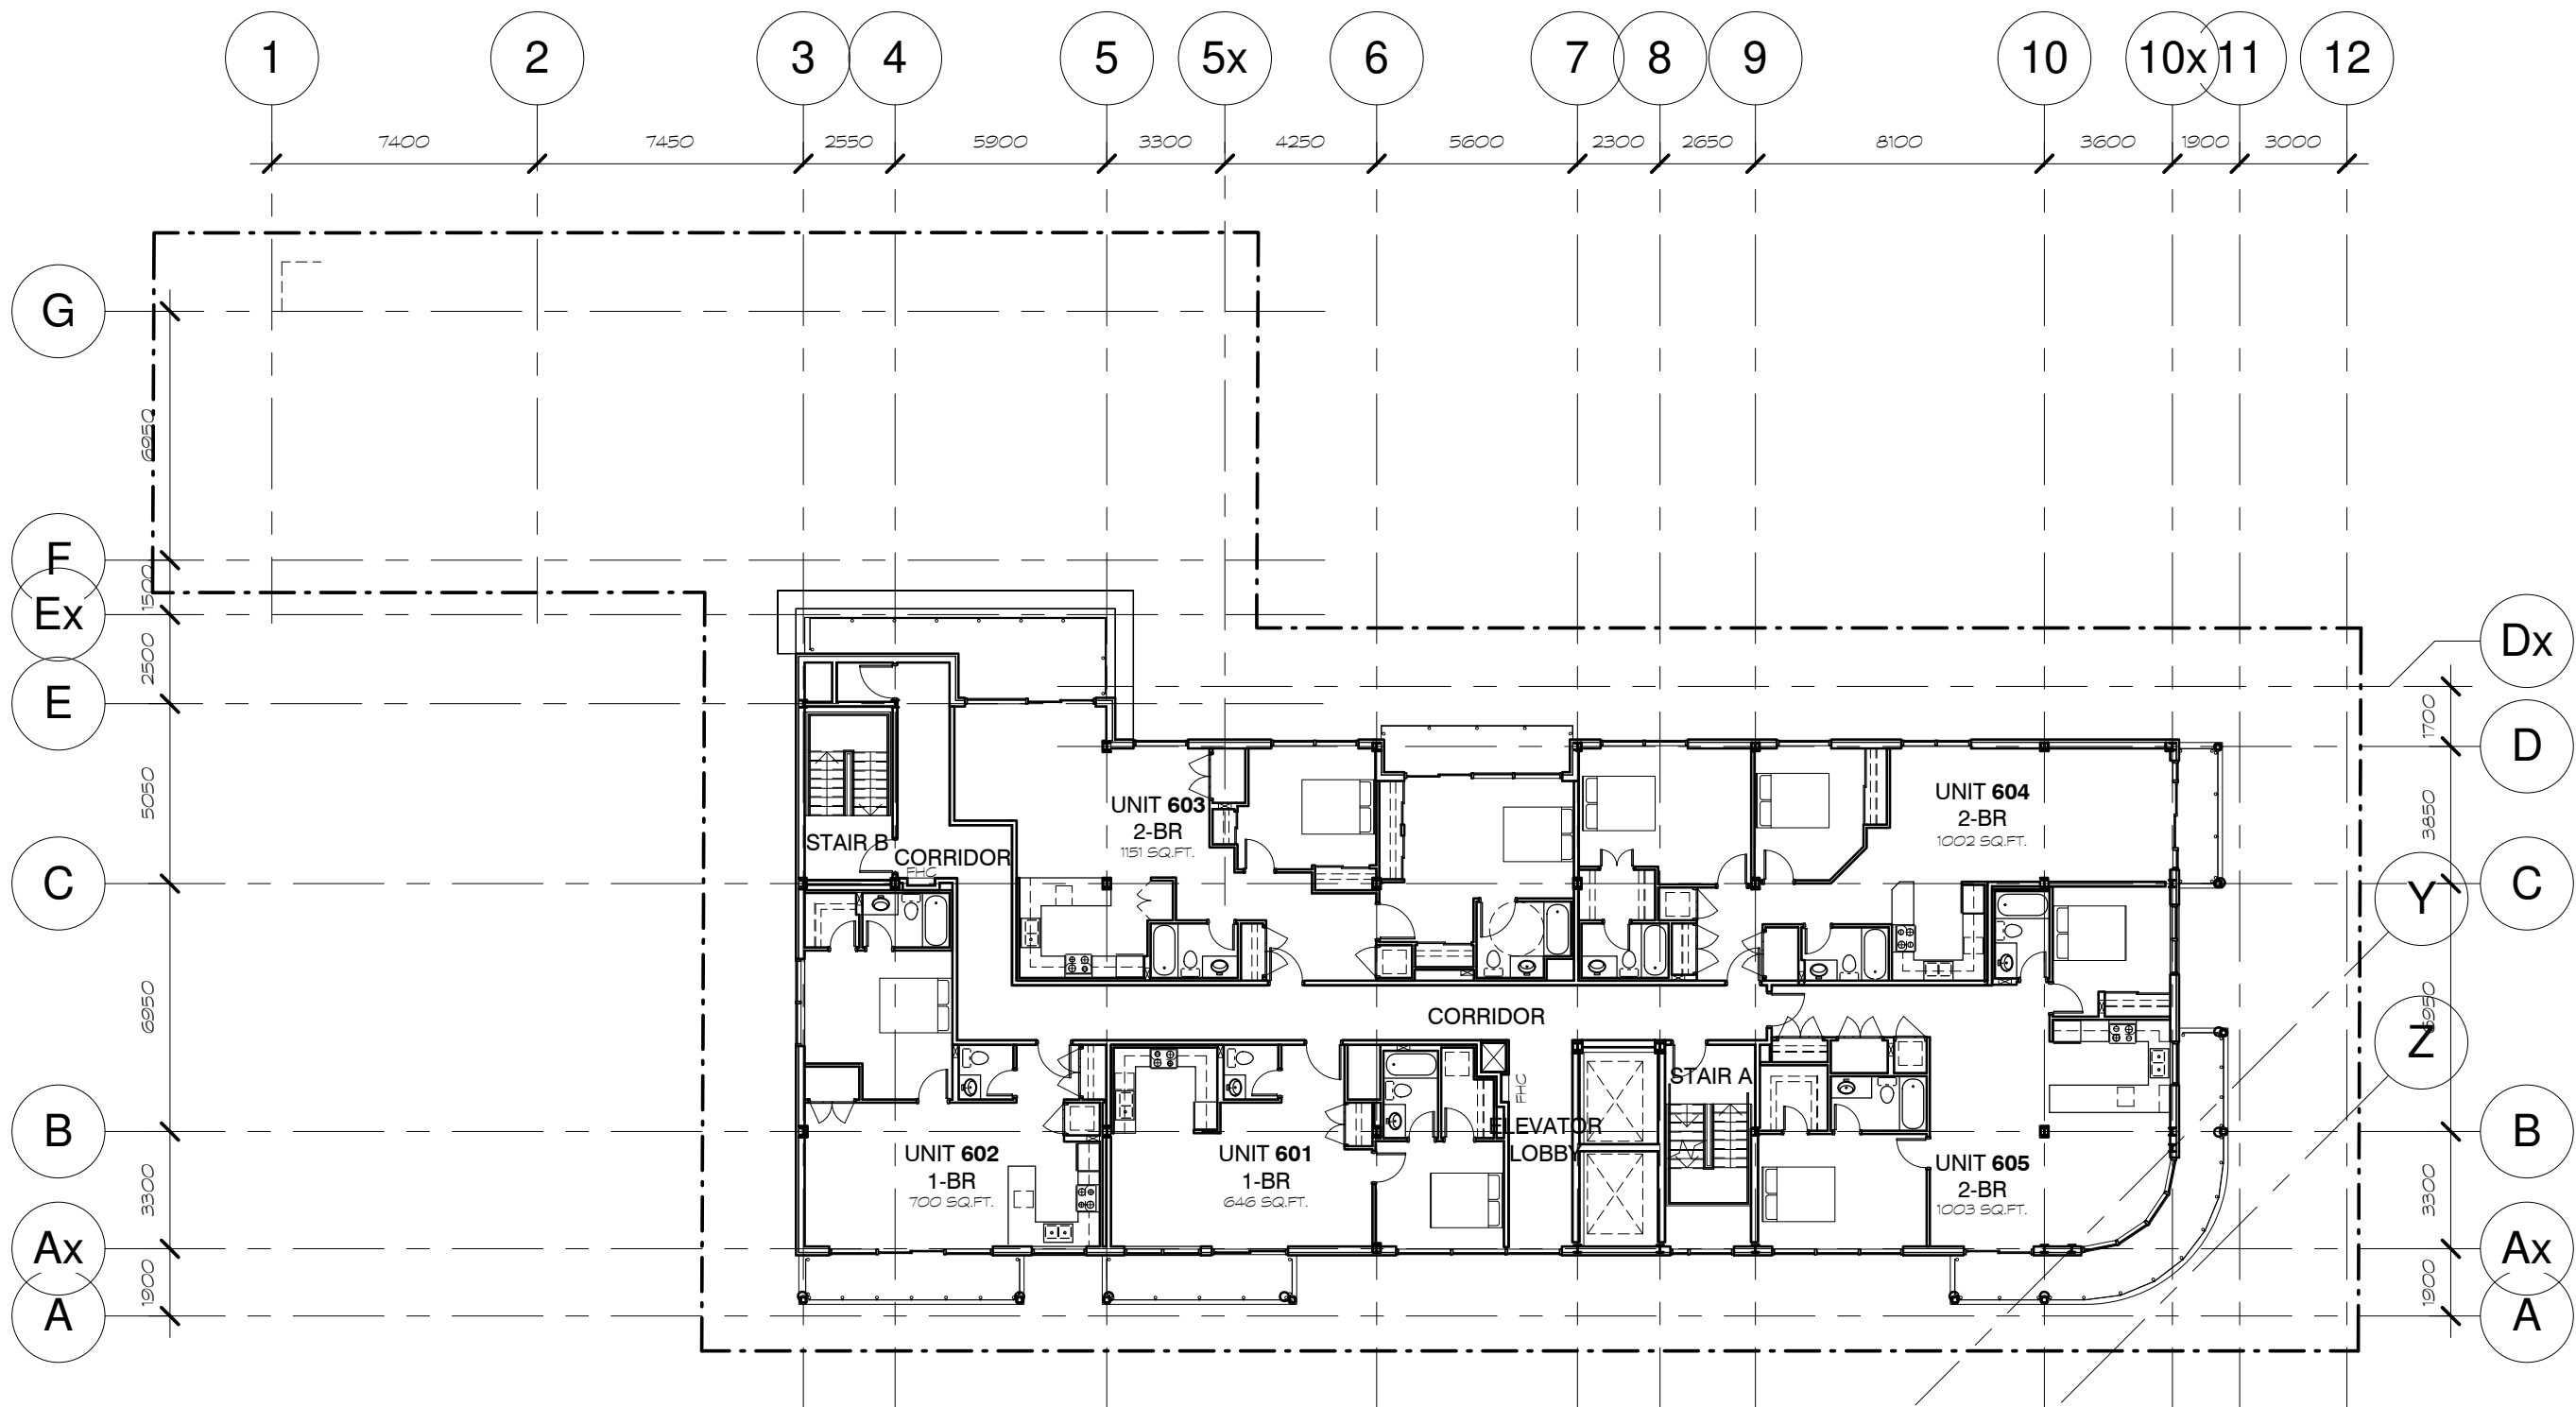 1 2 3 4 5 5x 6 7 8 9 10 10x 11 12
7400 7450 2550 5900 3300 4250 5600 2300 2650 8100 3600 1900 3000
G
6950
F
1500
Ex
2500
E
5050
C
6950
B
3300
Ax
1900
A
Dx
1700
D
3850
C
Y
6950
Z
B
3300
Ax
1900
A
STAIR B
CORRIDOR
FHC
UNIT 603
2-BR
1151 SQ.FT.
UNIT 604
2-BR
1002 SQ.FT.
CORRIDOR
UNIT 602
1-BR
700 SQ.FT.
UNIT 601
1-BR
646 SQ.FT.
FHC
ELEVATOR
LOBBY
STAIR A
UNIT 605
2-BR
1003 SQ.FT.